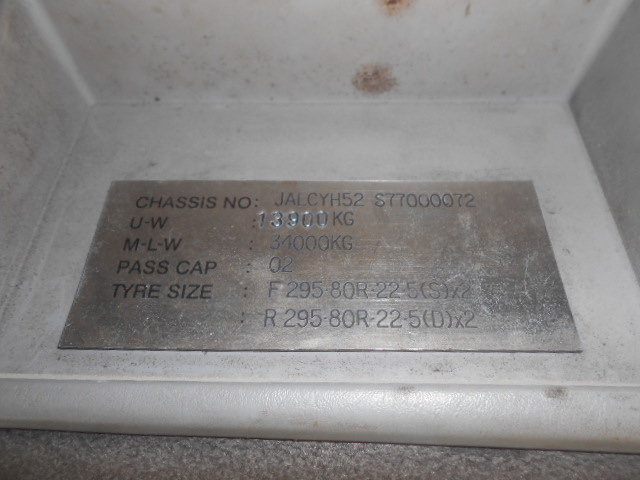 CHASSIS NO: JALCYH52 S77000072
U-W :13900KG
M-L-W : 34000KG
PASS CAP : 02
TYRE SIZE : F 295-80R-22-5(S)x2
: R 295-80R-22-5(D)x2